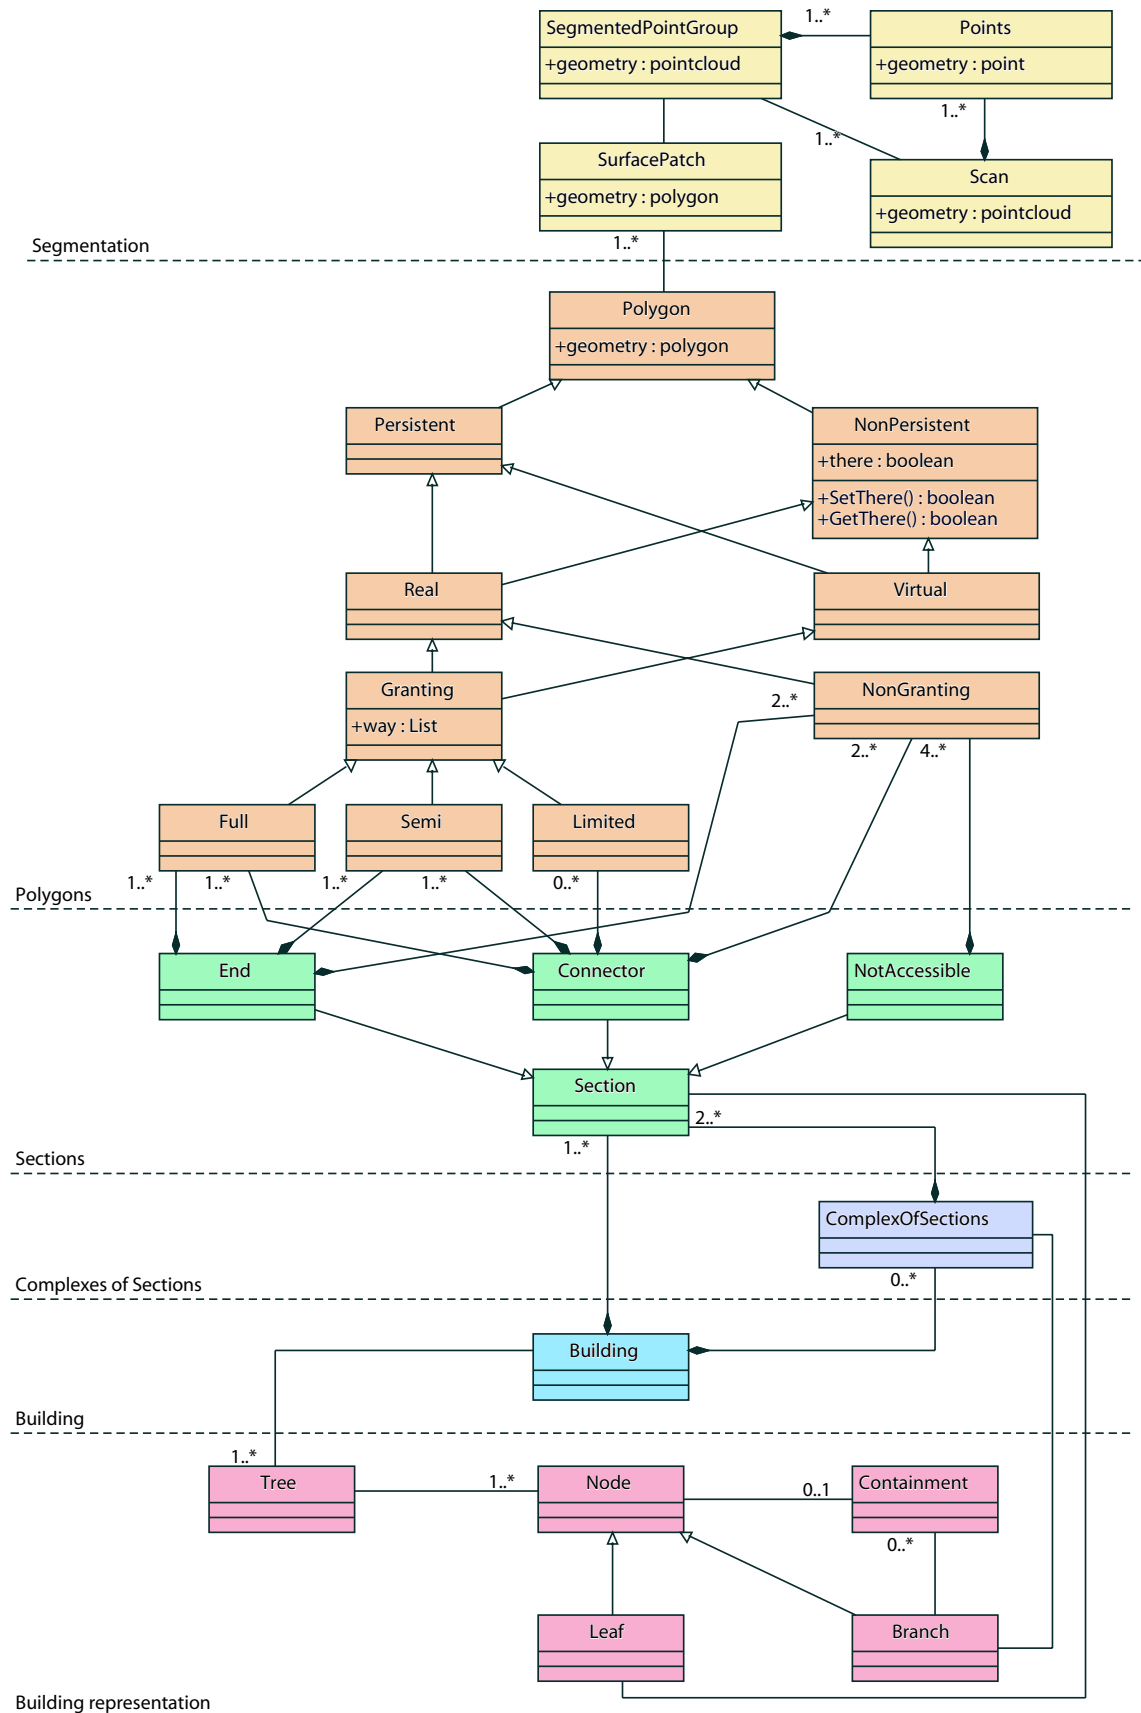 SegmentedPointGroup
+geometry : pointcloud
1..*
Points
+geometry : point
1..*
1..*
SurfacePatch
+geometry : polygon
Scan
+geometry : pointcloud
1..*
Segmentation
Polygon
+geometry : polygon
Persistent
NonPersistent
+there : boolean
+SetThere() : boolean
+GetThere() : boolean
Real
Virtual
Granting
+way : List
NonGranting
2..*
2..*
4..*
Full
Semi
Limited
1..*
1..*
1..*
1..*
0..*
Polygons
End
Connector
NotAccessible
Section
2..*
1..*
Sections
ComplexOfSections
0..*
Complexes of Sections
Building
Building
1..*
Tree
1..*
Node
0..1
Containment
0..*
Leaf
Branch
Building representation